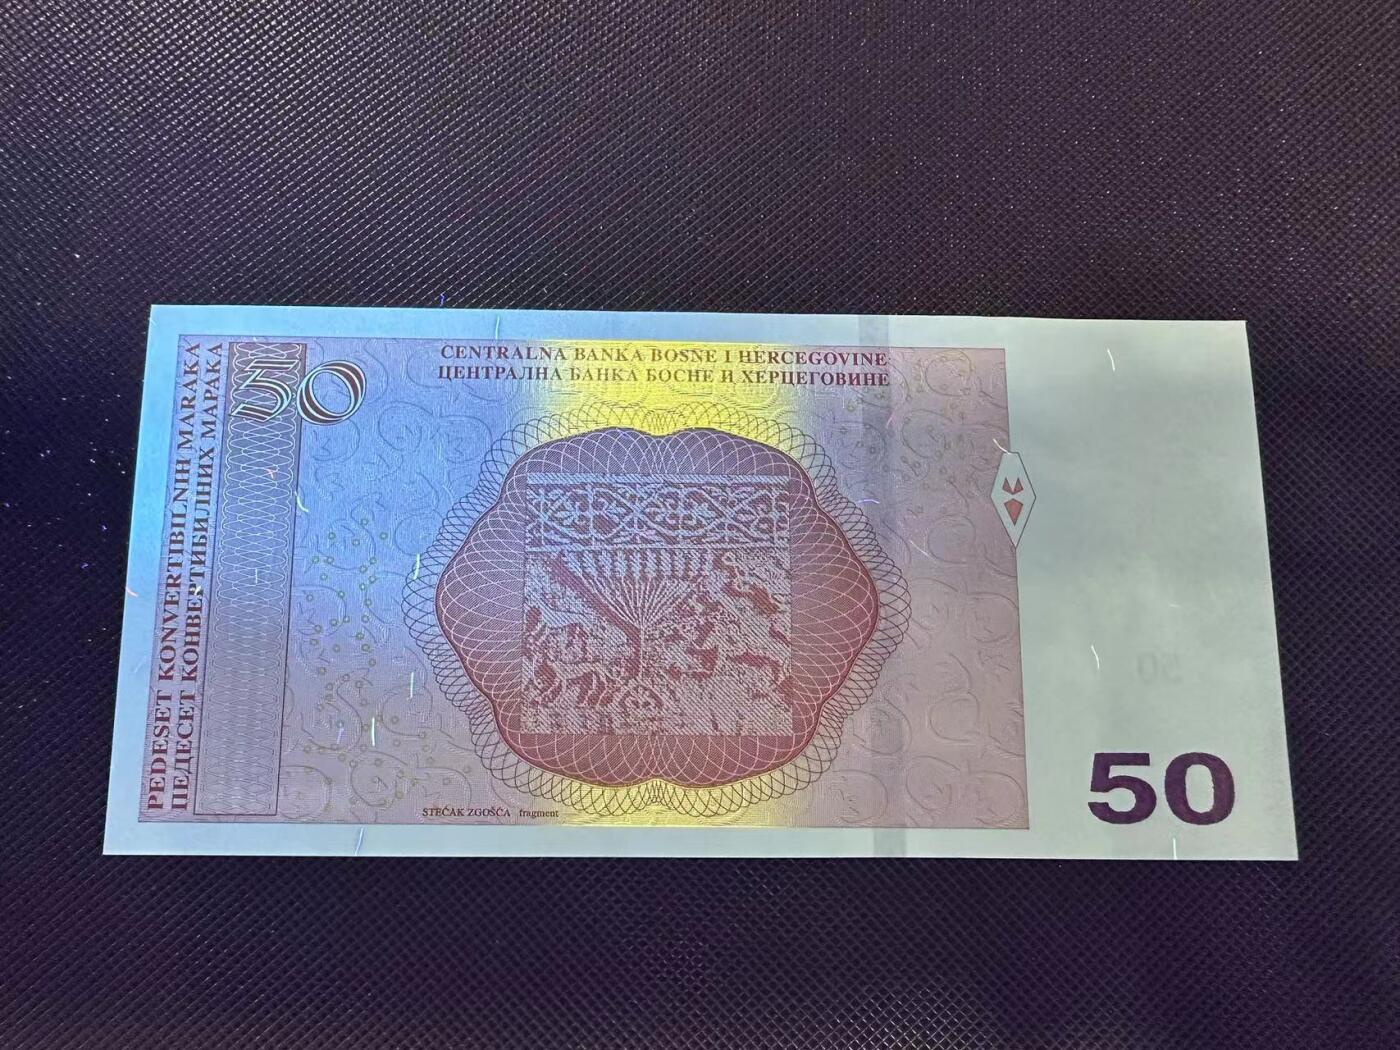 CENTRALNA BANKA BOSNE I HERCEGOVINE
ЦЕНТРАЛНА БАНКА БОСНЕ И ХЕРЦЕГОВИНЕ
50
PEDESET KONVERTIBILNIH MARAKA
ПЕДЕСЕТ КОНВЕРТИБИЛНИХ МАРАКА
STEĆAK ZGOŠĆA fragment
50